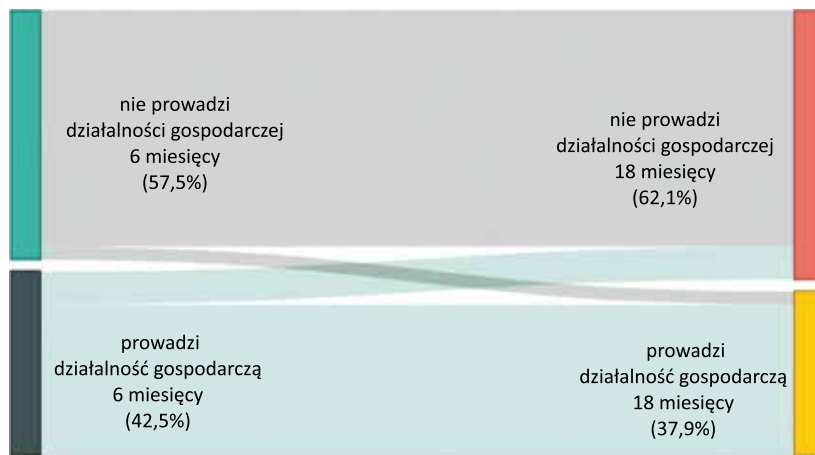 nie prowadzi
działalności gospodarczej
6 miesięcy
(57,5%)
nie prowadzi
działalności gospodarczej
18 miesięcy
(62,1%)
prowadzi
działalność gospodarczą
6 miesięcy
(42,5%)
prowadzi
działalność gospodarczą
18 miesięcy
(37,9%)